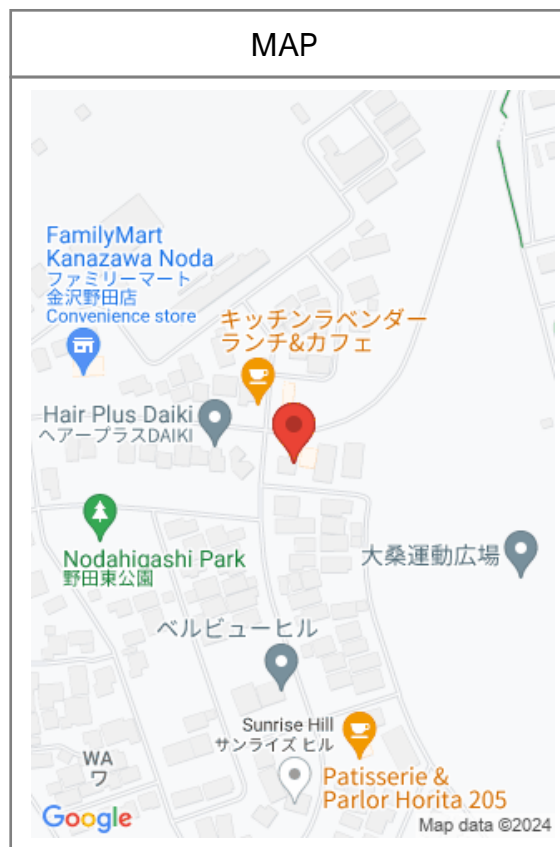 MAP
FamilyMart
Kanazawa Noda
ファミリーマート
金沢野田店
Convenience store
キッチンラベンダー
ランチ&カフェ
Hair Plus Daiki
ヘアープラスDAIKI
Nodahigashi Park
野田東公園
大桑運動広場
ベルビューヒル
Sunrise Hill
サンライズ ヒル
WA
ワ
Patisserie &
Parlor Horita 205
Google
Map data ©2024